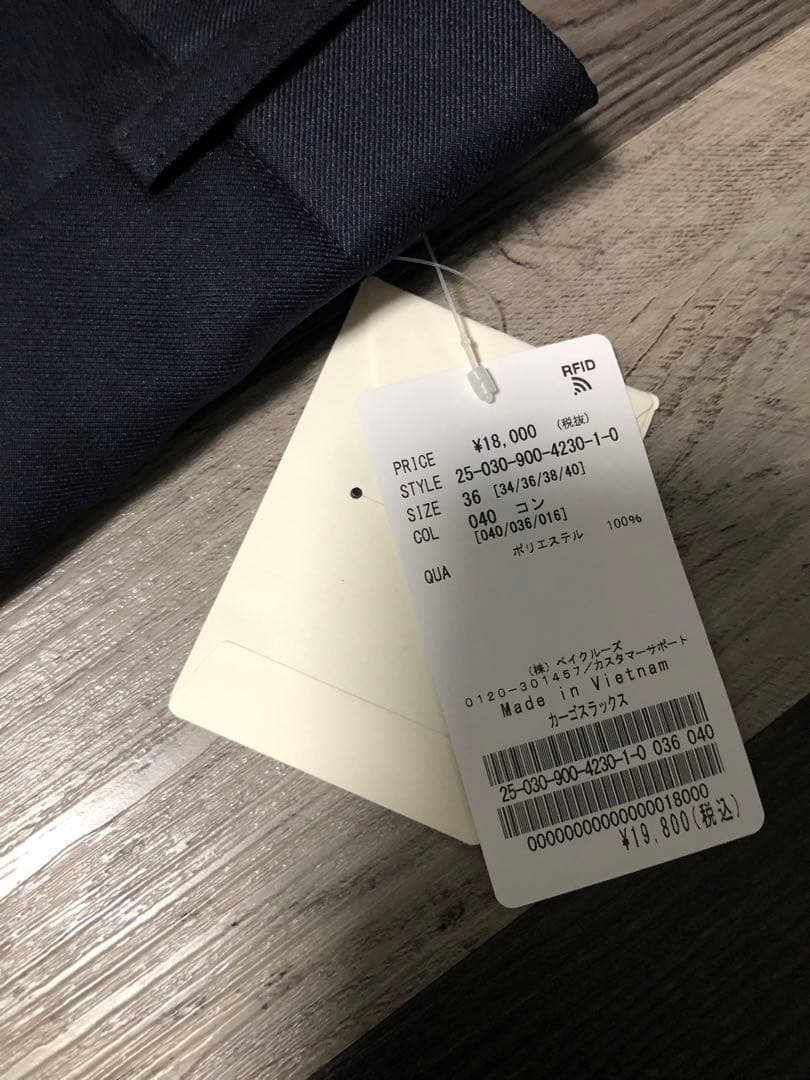 RFID
PRICE ¥18,000 (税抜)
STYLE 25-030-900-4230-1-0
SIZE 36 [34/36/38/40]
COL 040 コン
[040/036/016]
QUA ポリエステル 100%
(株) ベイクルーズ
0120-301457/カスタマーサポート
Made in Vietnam
カーゴスラックス
25-030-900-4230-1-0 036 040
00000000000000018000
¥19,800(税込)